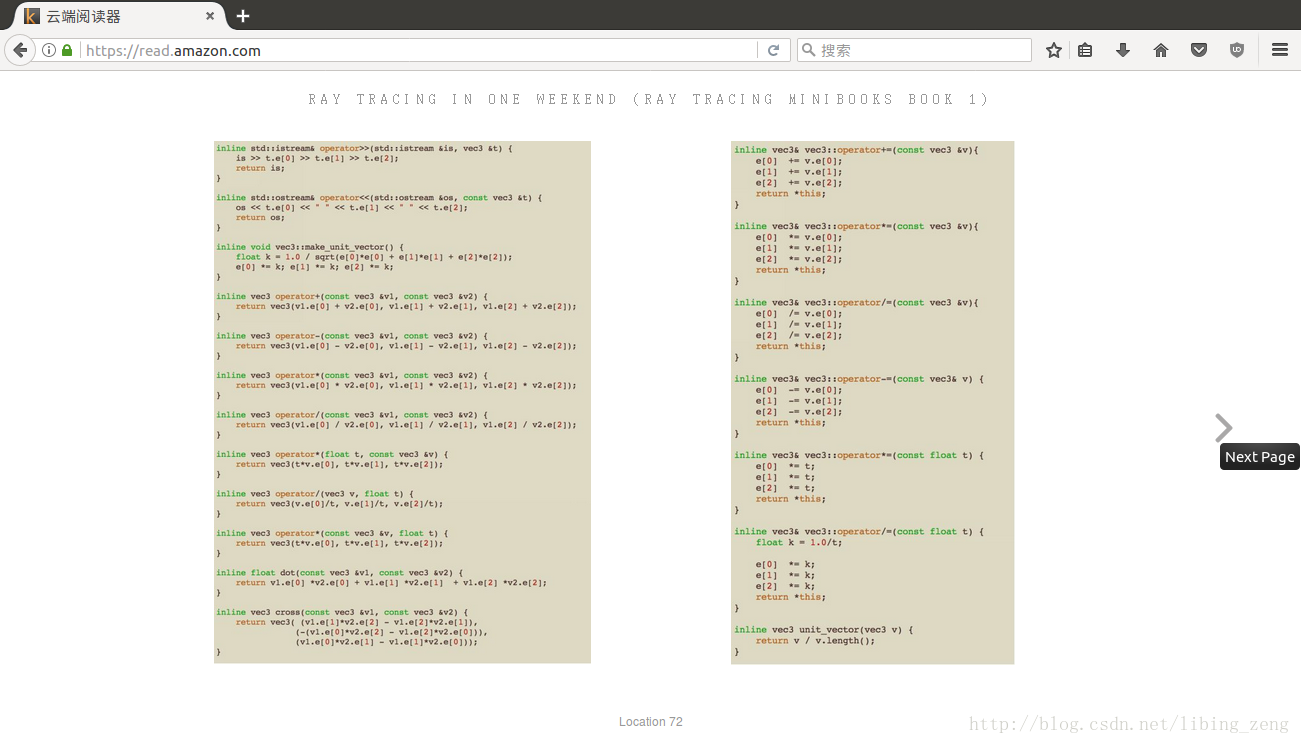 云端阅读器
https://read.amazon.com
搜索
RAY TRACING IN ONE WEEKEND (RAY TRACING MINIBOOKS BOOK 1)
inline std::istream& operator>>(std::istream &is, vec3 &t) {
is >> t.e[0] >> t.e[1] >> t.e[2];
return is;
}
inline std::ostream& operator<<(std::ostream &os, const vec3 &t) {
os << t.e[0] << " " << t.e[1] << " " << t.e[2];
return os;
}
inline void vec3::make_unit_vector() {
float k = 1.0 / sqrt(e[0]*e[0] + e[1]*e[1] + e[2]*e[2]);
e[0] *= k; e[1] *= k; e[2] *= k;
}
inline vec3 operator+(const vec3 &v1, const vec3 &v2) {
return vec3(v1.e[0] + v2.e[0], v1.e[1] + v2.e[1], v1.e[2] + v2.e[2]);
}
inline vec3 operator-(const vec3 &v1, const vec3 &v2) {
return vec3(v1.e[0] - v2.e[0], v1.e[1] - v2.e[1], v1.e[2] - v2.e[2]);
}
inline vec3 operator*(const vec3 &v1, const vec3 &v2) {
return vec3(v1.e[0] * v2.e[0], v1.e[1] * v2.e[1], v1.e[2] * v2.e[2]);
}
inline vec3 operator/(const vec3 &v1, const vec3 &v2) {
return vec3(v1.e[0] / v2.e[0], v1.e[1] / v2.e[1], v1.e[2] / v2.e[2]);
}
inline vec3 operator*(float t, const vec3 &v) {
return vec3(t*v.e[0], t*v.e[1], t*v.e[2]);
}
inline vec3 operator/(vec3 v, float t) {
return vec3(v.e[0]/t, v.e[1]/t, v.e[2]/t);
}
inline vec3 operator*(const vec3 &v, float t) {
return vec3(t*v.e[0], t*v.e[1], t*v.e[2]);
}
inline float dot(const vec3 &v1, const vec3 &v2) {
return v1.e[0] *v2.e[0] + v1.e[1] *v2.e[1]  + v1.e[2] *v2.e[2];
}
inline vec3 cross(const vec3 &v1, const vec3 &v2) {
return vec3( (v1.e[1]*v2.e[2] - v1.e[2]*v2.e[1]),
(-(v1.e[0]*v2.e[2] - v1.e[2]*v2.e[0])),
(v1.e[0]*v2.e[1] - v1.e[1]*v2.e[0]));
}
inline vec3& vec3::operator+=(const vec3 &v){
e[0]  += v.e[0];
e[1]  += v.e[1];
e[2]  += v.e[2];
return *this;
}
inline vec3& vec3::operator*=(const vec3 &v){
e[0]  *= v.e[0];
e[1]  *= v.e[1];
e[2]  *= v.e[2];
return *this;
}
inline vec3& vec3::operator/=(const vec3 &v){
e[0]  /= v.e[0];
e[1]  /= v.e[1];
e[2]  /= v.e[2];
return *this;
}
inline vec3& vec3::operator-=(const vec3& v) {
e[0]  -= v.e[0];
e[1]  -= v.e[1];
e[2]  -= v.e[2];
return *this;
}
inline vec3& vec3::operator*=(const float t) {
e[0]  *= t;
e[1]  *= t;
e[2]  *= t;
return *this;
}
inline vec3& vec3::operator/=(const float t) {
float k = 1.0/t;
e[0]  *= k;
e[1]  *= k;
e[2]  *= k;
return *this;
}
inline vec3 unit_vector(vec3 v) {
return v / v.length();
}
Next Page
Location 72
http://blog.csdn.net/libing_zeng